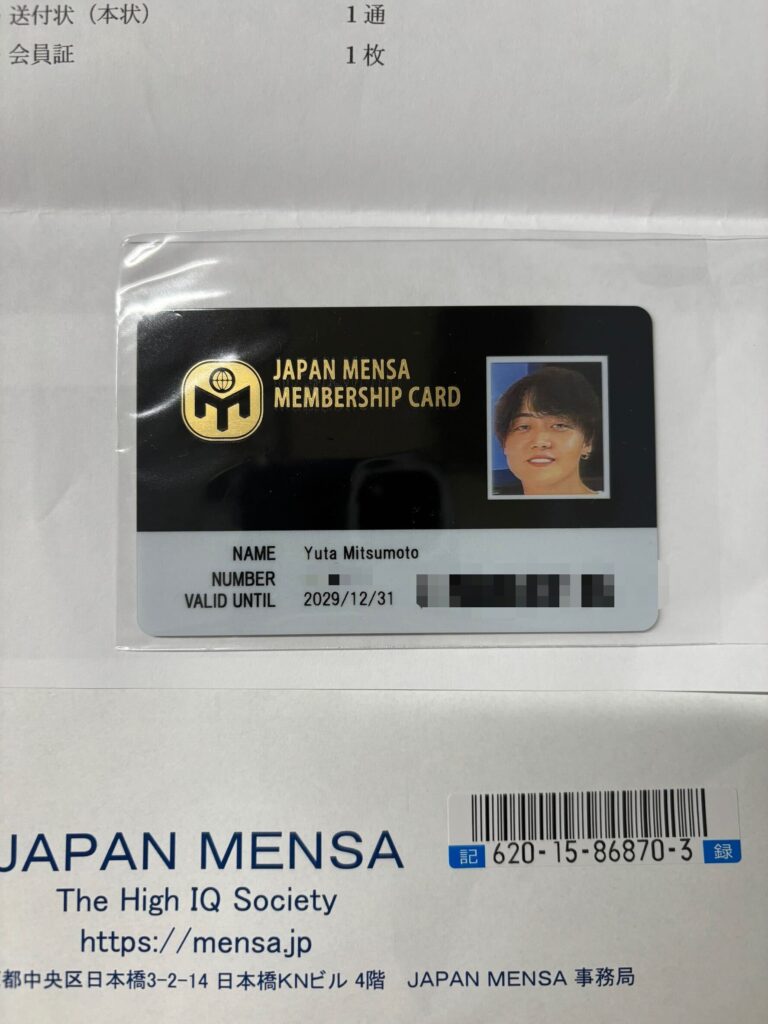 送付状（本状） 1通
会員証 1枚
JAPAN MENSA
MEMBERSHIP CARD
NAME Yuta Mitsumoto
NUMBER
VALID UNTIL 2029/12/31
JAPAN MENSA
The High IQ Society
https://mensa.jp
都中央区日本橋3-2-14 日本橋KNビル 4階 JAPAN MENSA 事務局
記 620-15-86870-3 録